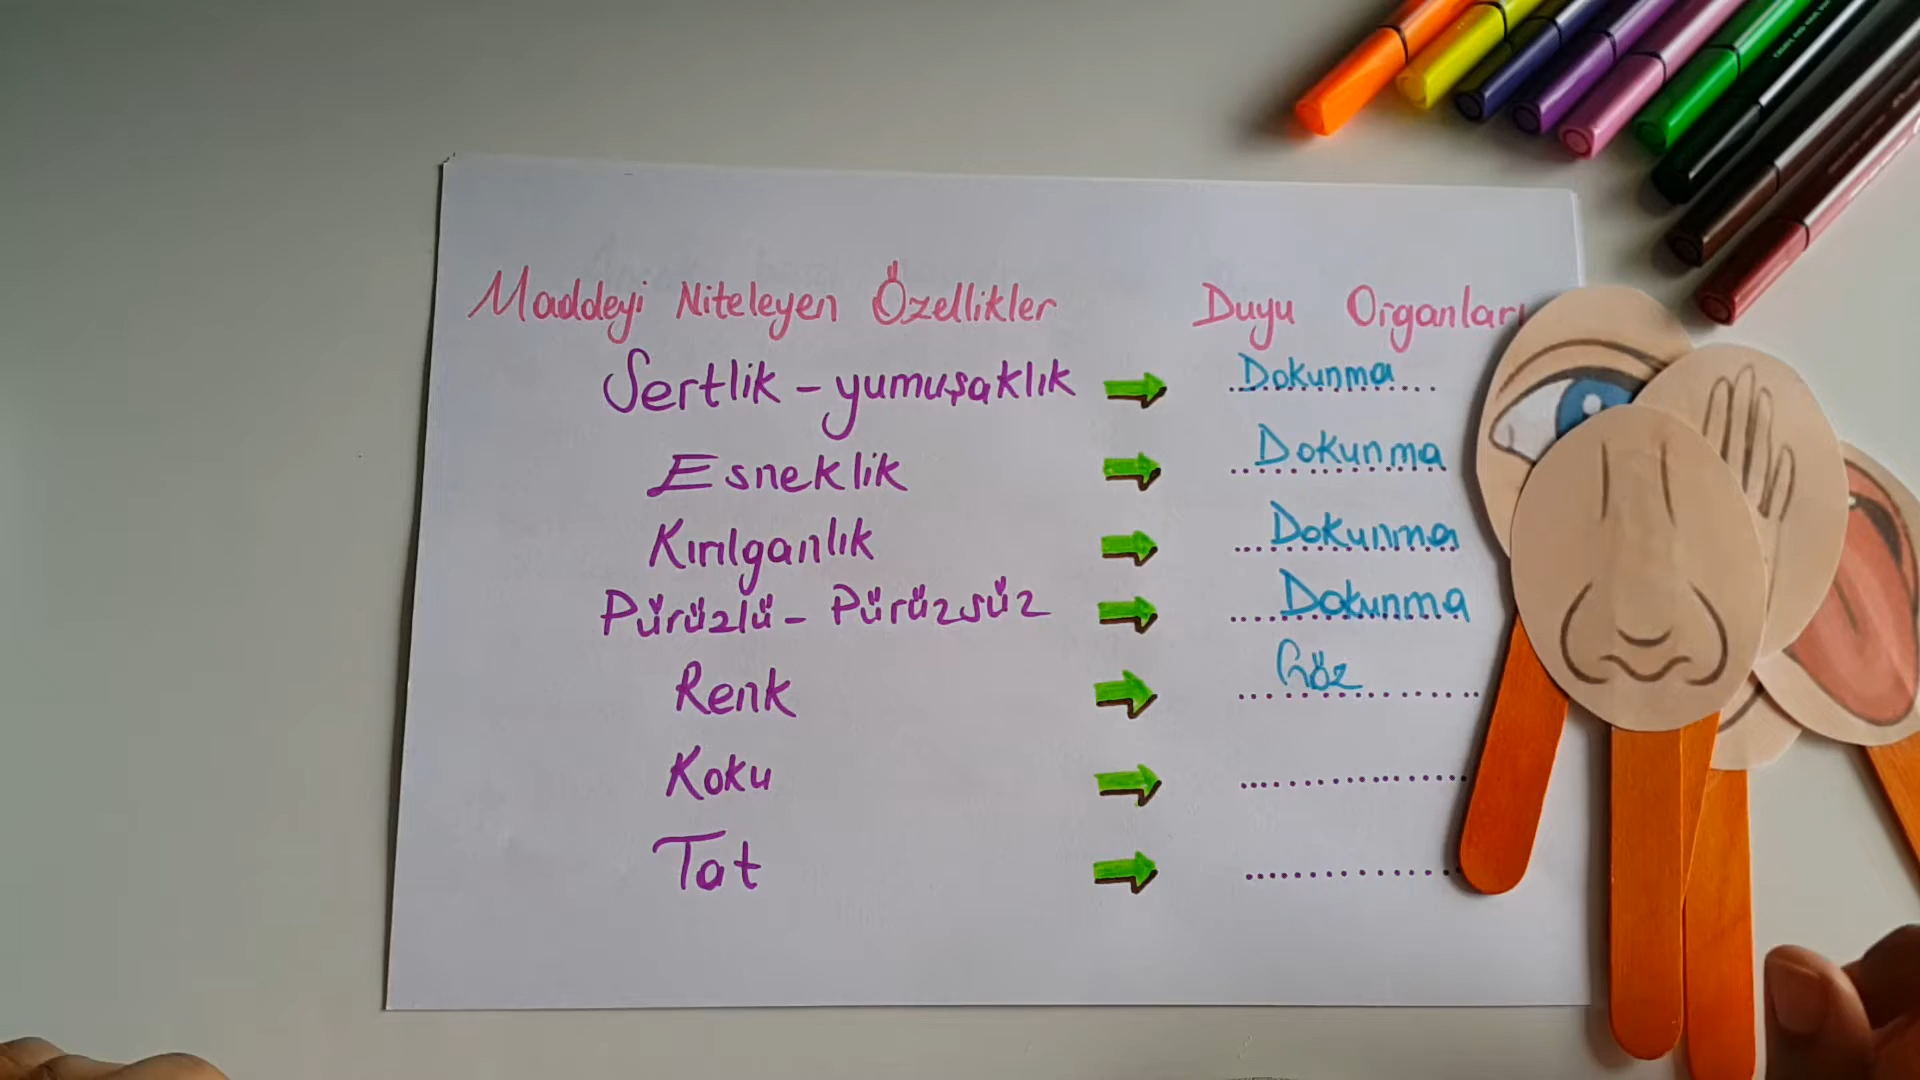 Maddeyi Niteleyen Özellikler Duyu Organları
Sertlik - yumuşaklık Dokunma
Esneklik Dokunma
Kırılganlık Dokunma
Pürüzlü - Pürüzsüz Dokunma
Renk Göz
Koku
Tat